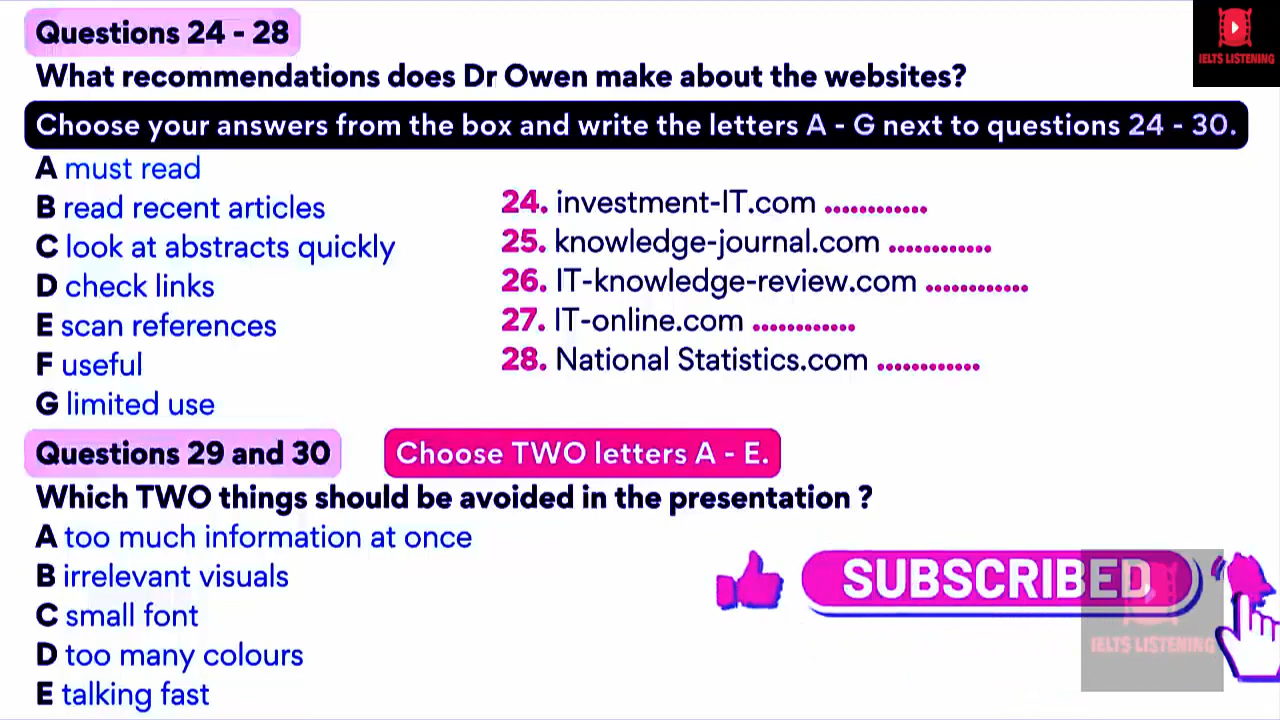 Questions 24 - 28
IELTS LISTENING
What recommendations does Dr Owen make about the websites?
Choose your answers from the box and write the letters A - G next to questions 24 - 30.
A must read
B read recent articles
C look at abstracts quickly
D check links
E scan references
F useful
G limited use
24. investment-IT.com ............
25. knowledge-journal.com ............
26. IT-knowledge-review.com ............
27. IT-online.com ............
28. National Statistics.com ............
Questions 29 and 30
Choose TWO letters A - E.
Which TWO things should be avoided in the presentation ?
A too much information at once
B irrelevant visuals
C small font
D too many colours
E talking fast
SUBSCRIBED
IELTS LISTENING